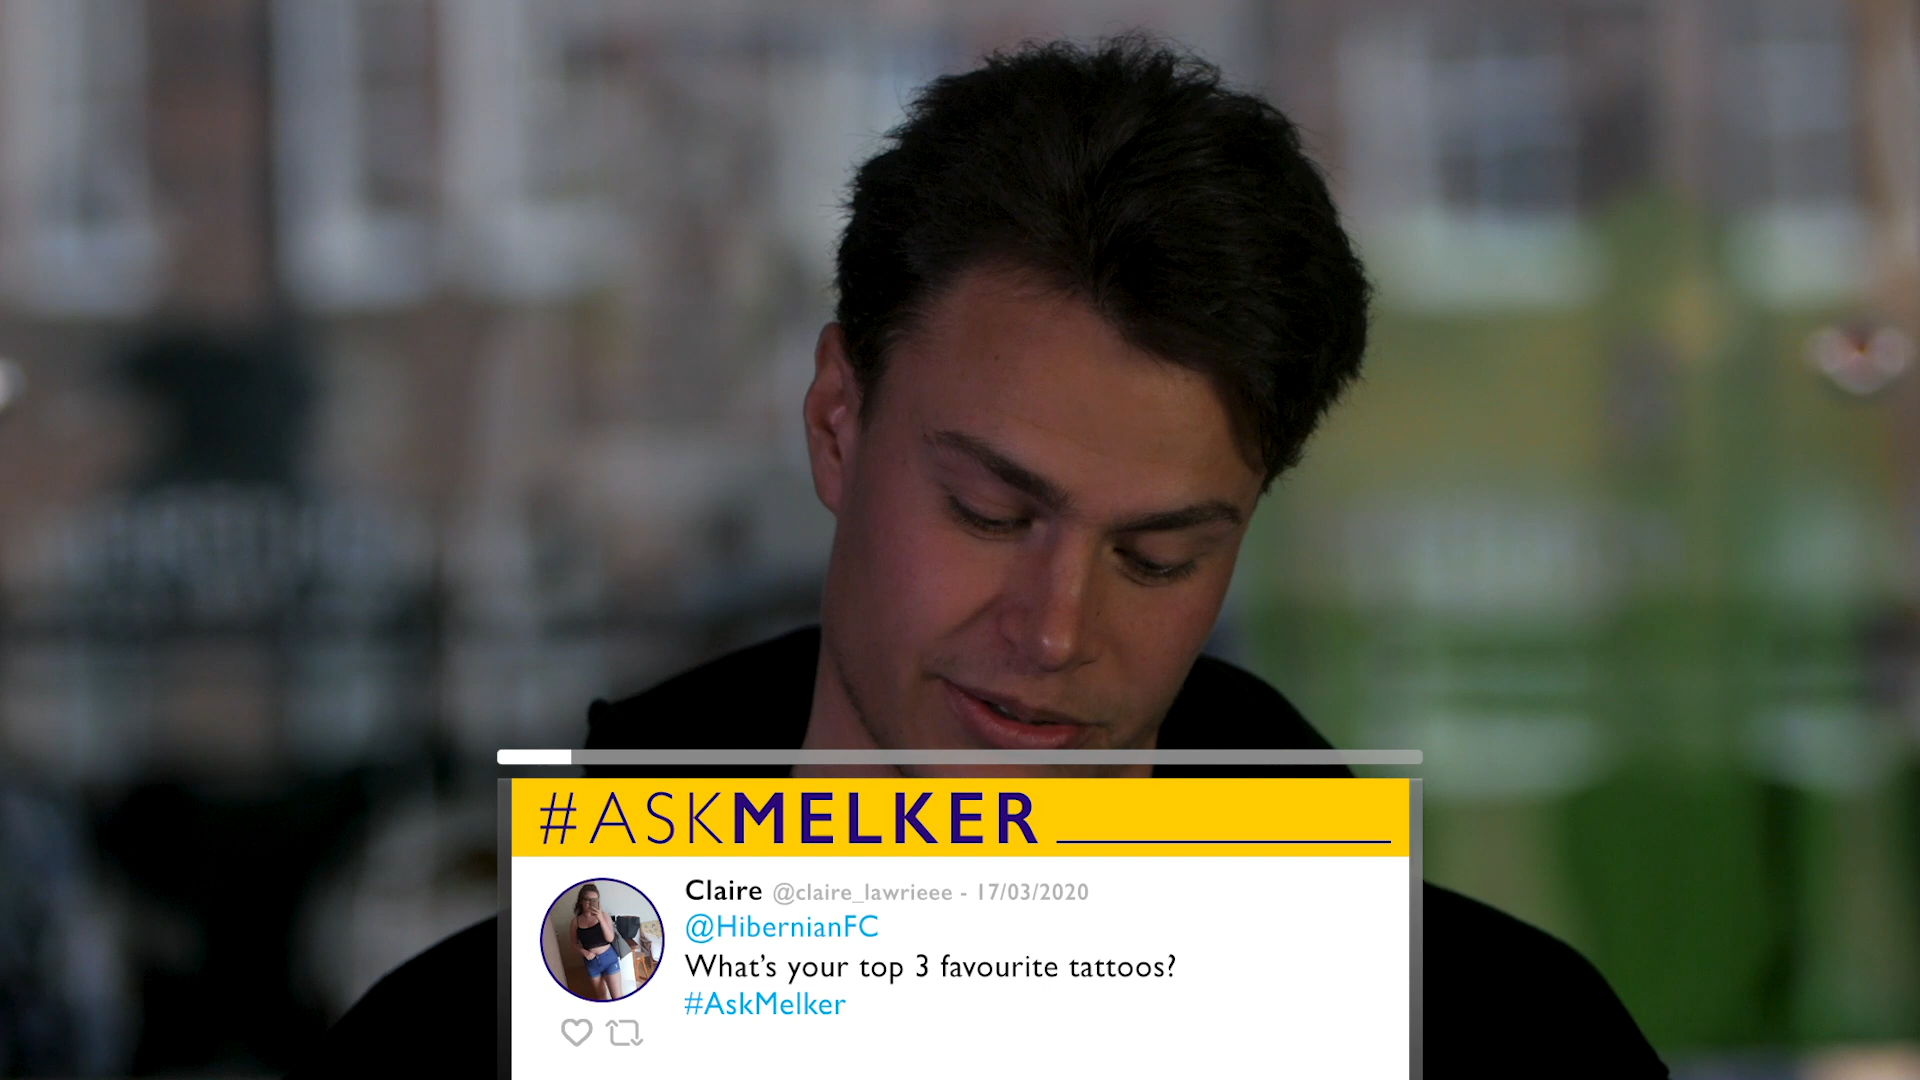 #ASKMELKER
Claire @claire_lawrieee - 17/03/2020
@HibernianFC
What's your top 3 favourite tattoos?
#AskMelker